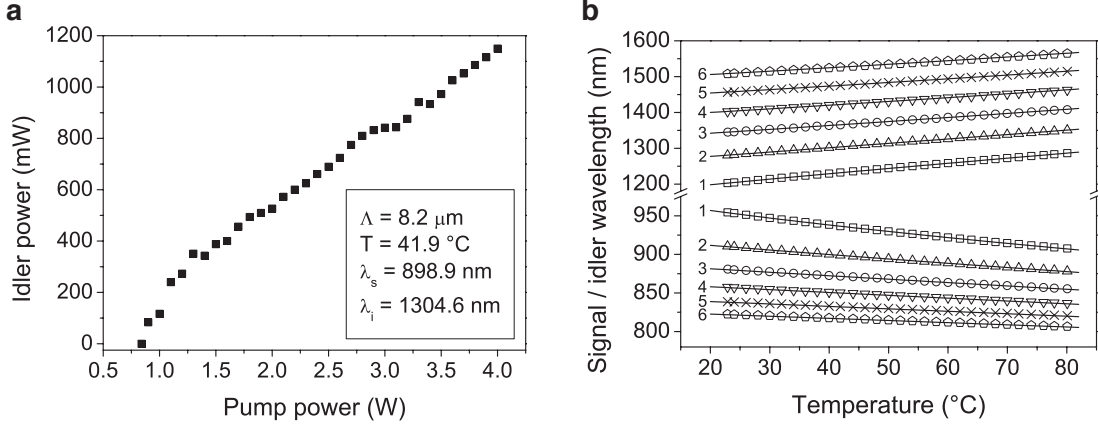 a
Idler power (mW)
1200
1000
800
600
400
200
0
0.5 1.0 1.5 2.0 2.5 3.0 3.5 4.0
Pump power (W)
Λ = 8.2 μm
T = 41.9 °C
λs = 898.9 nm
λi = 1304.6 nm
b
Signal / idler wavelength (nm)
1600
1500
1400
1300
1200
950
900
850
800
6
5
4
3
2
1
1
2
3
4
5
6
20 30 40 50 60 70 80
Temperature (°C)